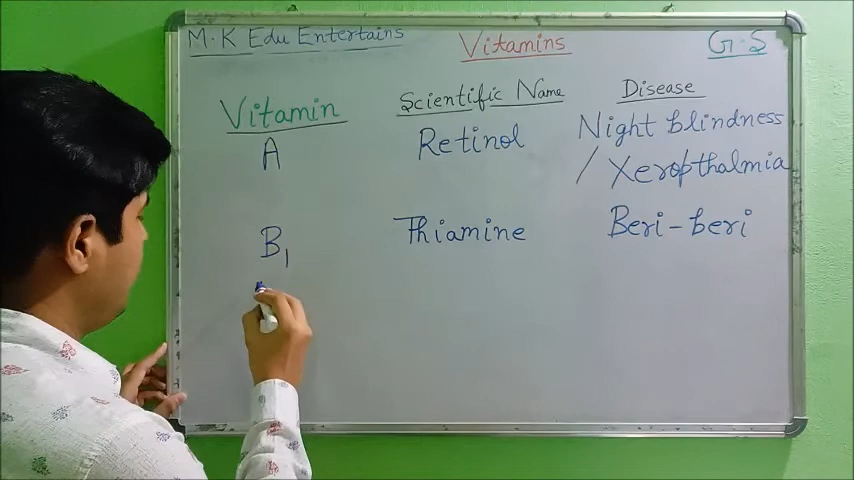 M.K Edu Entertains
Vitamins
G.S
Vitamin
Scientific Name
Disease
A
Retinol
Night blindness
/ Xeropthalmia
B1
Thiamine
Beri-beri